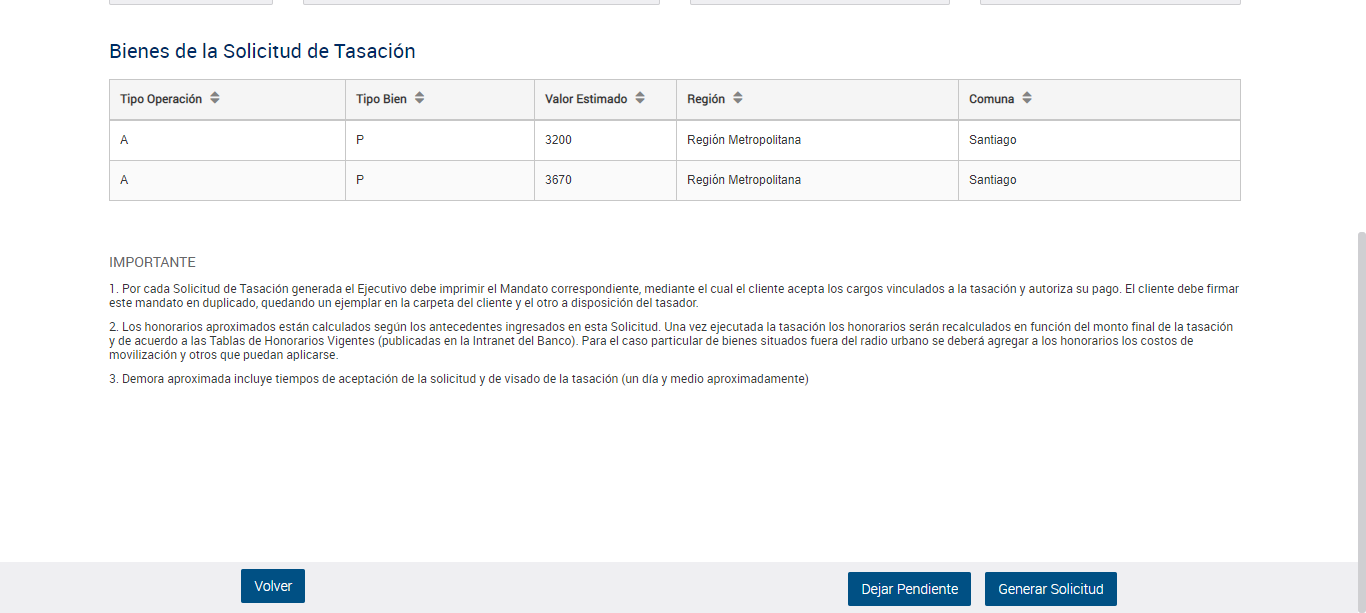 Bienes de la Solicitud de Tasación
Tipo Operación Tipo Bien Valor Estimado Región Comuna
A P 3200 Región Metropolitana Santiago
A P 3670 Región Metropolitana Santiago
IMPORTANTE
1. Por cada Solicitud de Tasación generada el Ejecutivo debe imprimir el Mandato correspondiente, mediante el cual el cliente acepta los cargos vinculados a la tasación y autoriza su pago. El cliente debe firmar
este mandato en duplicado, quedando un ejemplar en la carpeta del cliente y el otro a disposición del tasador.
2. Los honorarios aproximados están calculados según los antecedentes ingresados en esta Solicitud. Una vez ejecutada la tasación los honorarios serán recalculados en función del monto final de la tasación
y de acuerdo a las Tablas de Honorarios Vigentes (publicadas en la Intranet del Banco). Para el caso particular de bienes situados fuera del radio urbano se deberá agregar a los honorarios los costos de
movilización y otros que puedan aplicarse.
3. Demora aproximada incluye tiempos de aceptación de la solicitud y de visado de la tasación (un día y medio aproximadamente)
Volver Dejar Pendiente Generar Solicitud